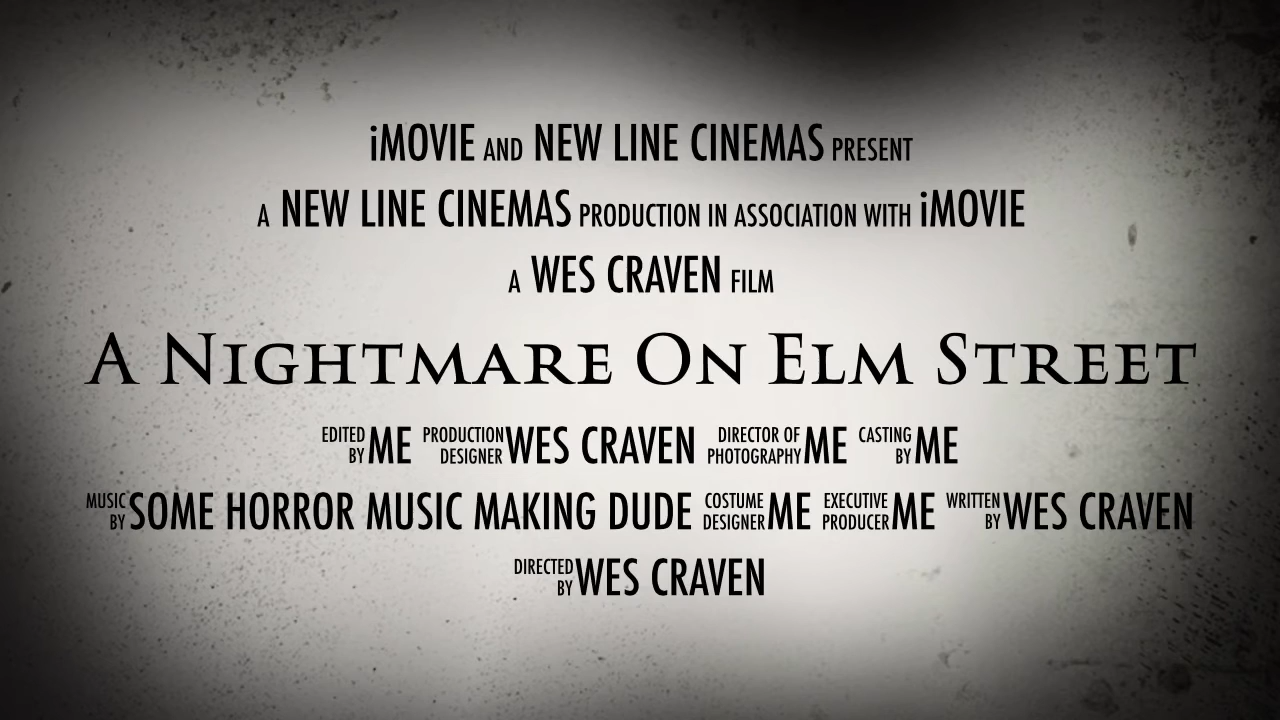 iMOVIE AND NEW LINE CINEMAS PRESENT
A NEW LINE CINEMAS PRODUCTION IN ASSOCIATION WITH iMOVIE
A WES CRAVEN FILM
A NIGHTMARE ON ELM STREET
EDITED BY ME PRODUCTION DESIGNER WES CRAVEN DIRECTOR OF PHOTOGRAPHY ME CASTING BY ME
MUSIC BY SOME HORROR MUSIC MAKING DUDE COSTUME DESIGNER ME EXECUTIVE PRODUCER ME WRITTEN BY WES CRAVEN
DIRECTED BY WES CRAVEN